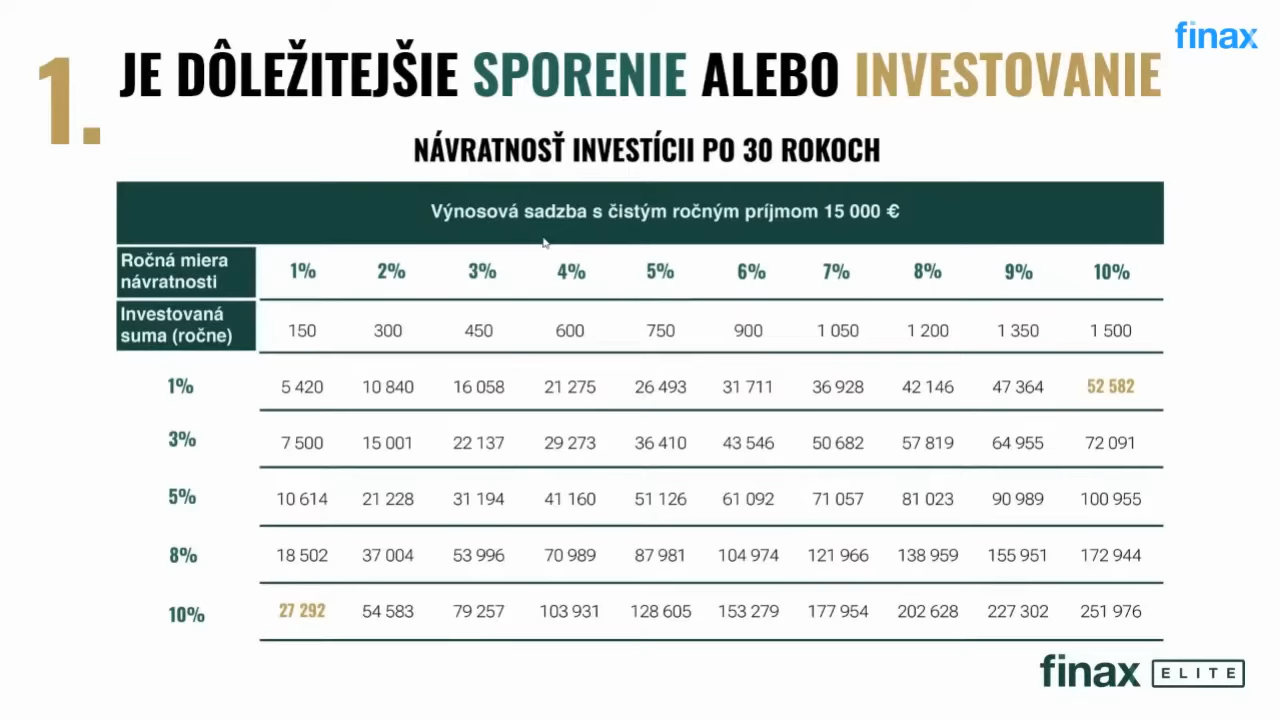 finax
1.
JE DÔLEŽITEJŠIE SPORENIE ALEBO INVESTOVANIE
NÁVRATNOSŤ INVESTÍCII PO 30 ROKOCH
Výnosová sadzba s čistým ročným príjmom 15 000 €
Ročná miera
návratnosti
1% 2% 3% 4% 5% 6% 7% 8% 9% 10%
Investovaná
suma (ročne)
150 300 450 600 750 900 1 050 1 200 1 350 1 500
1% 5 420 10 840 16 058 21 275 26 493 31 711 36 928 42 146 47 364 52 582
3% 7 500 15 001 22 137 29 273 36 410 43 546 50 682 57 819 64 955 72 091
5% 10 614 21 228 31 194 41 160 51 126 61 092 71 057 81 023 90 989 100 955
8% 18 502 37 004 53 996 70 989 87 981 104 974 121 966 138 959 155 951 172 944
10% 27 292 54 583 79 257 103 931 128 605 153 279 177 954 202 628 227 302 251 976
finax ELITE